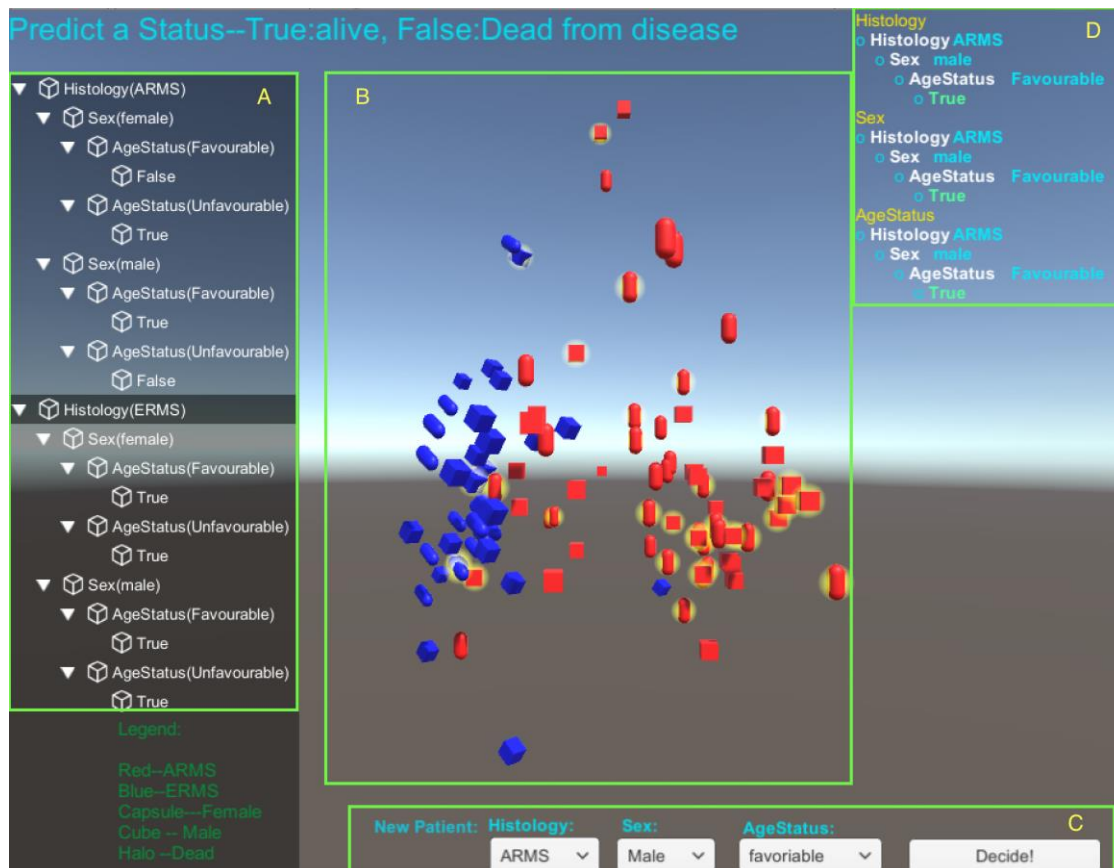 Predict a Status--True:alive, False:Dead from disease
A
Histology(ARMS)
Sex(female)
AgeStatus(Favourable)
False
AgeStatus(Unfavourable)
True
Sex(male)
AgeStatus(Favourable)
True
AgeStatus(Unfavourable)
False
Histology(ERMS)
Sex(female)
AgeStatus(Favourable)
True
AgeStatus(Unfavourable)
True
Sex(male)
AgeStatus(Favourable)
True
AgeStatus(Unfavourable)
True
Legend:
Red--ARMS
Blue--ERMS
Capsule---Female
Cube -- Male
Halo --Dead
B
D
Histology
o Histology ARMS
o Sex male
o AgeStatus Favourable
o True
Sex
o Histology ARMS
o Sex male
o AgeStatus Favourable
o True
AgeStatus
o Histology ARMS
o Sex male
o AgeStatus Favourable
o True
C
New Patient: Histology: Sex: AgeStatus:
ARMS Male favoriable Decide!